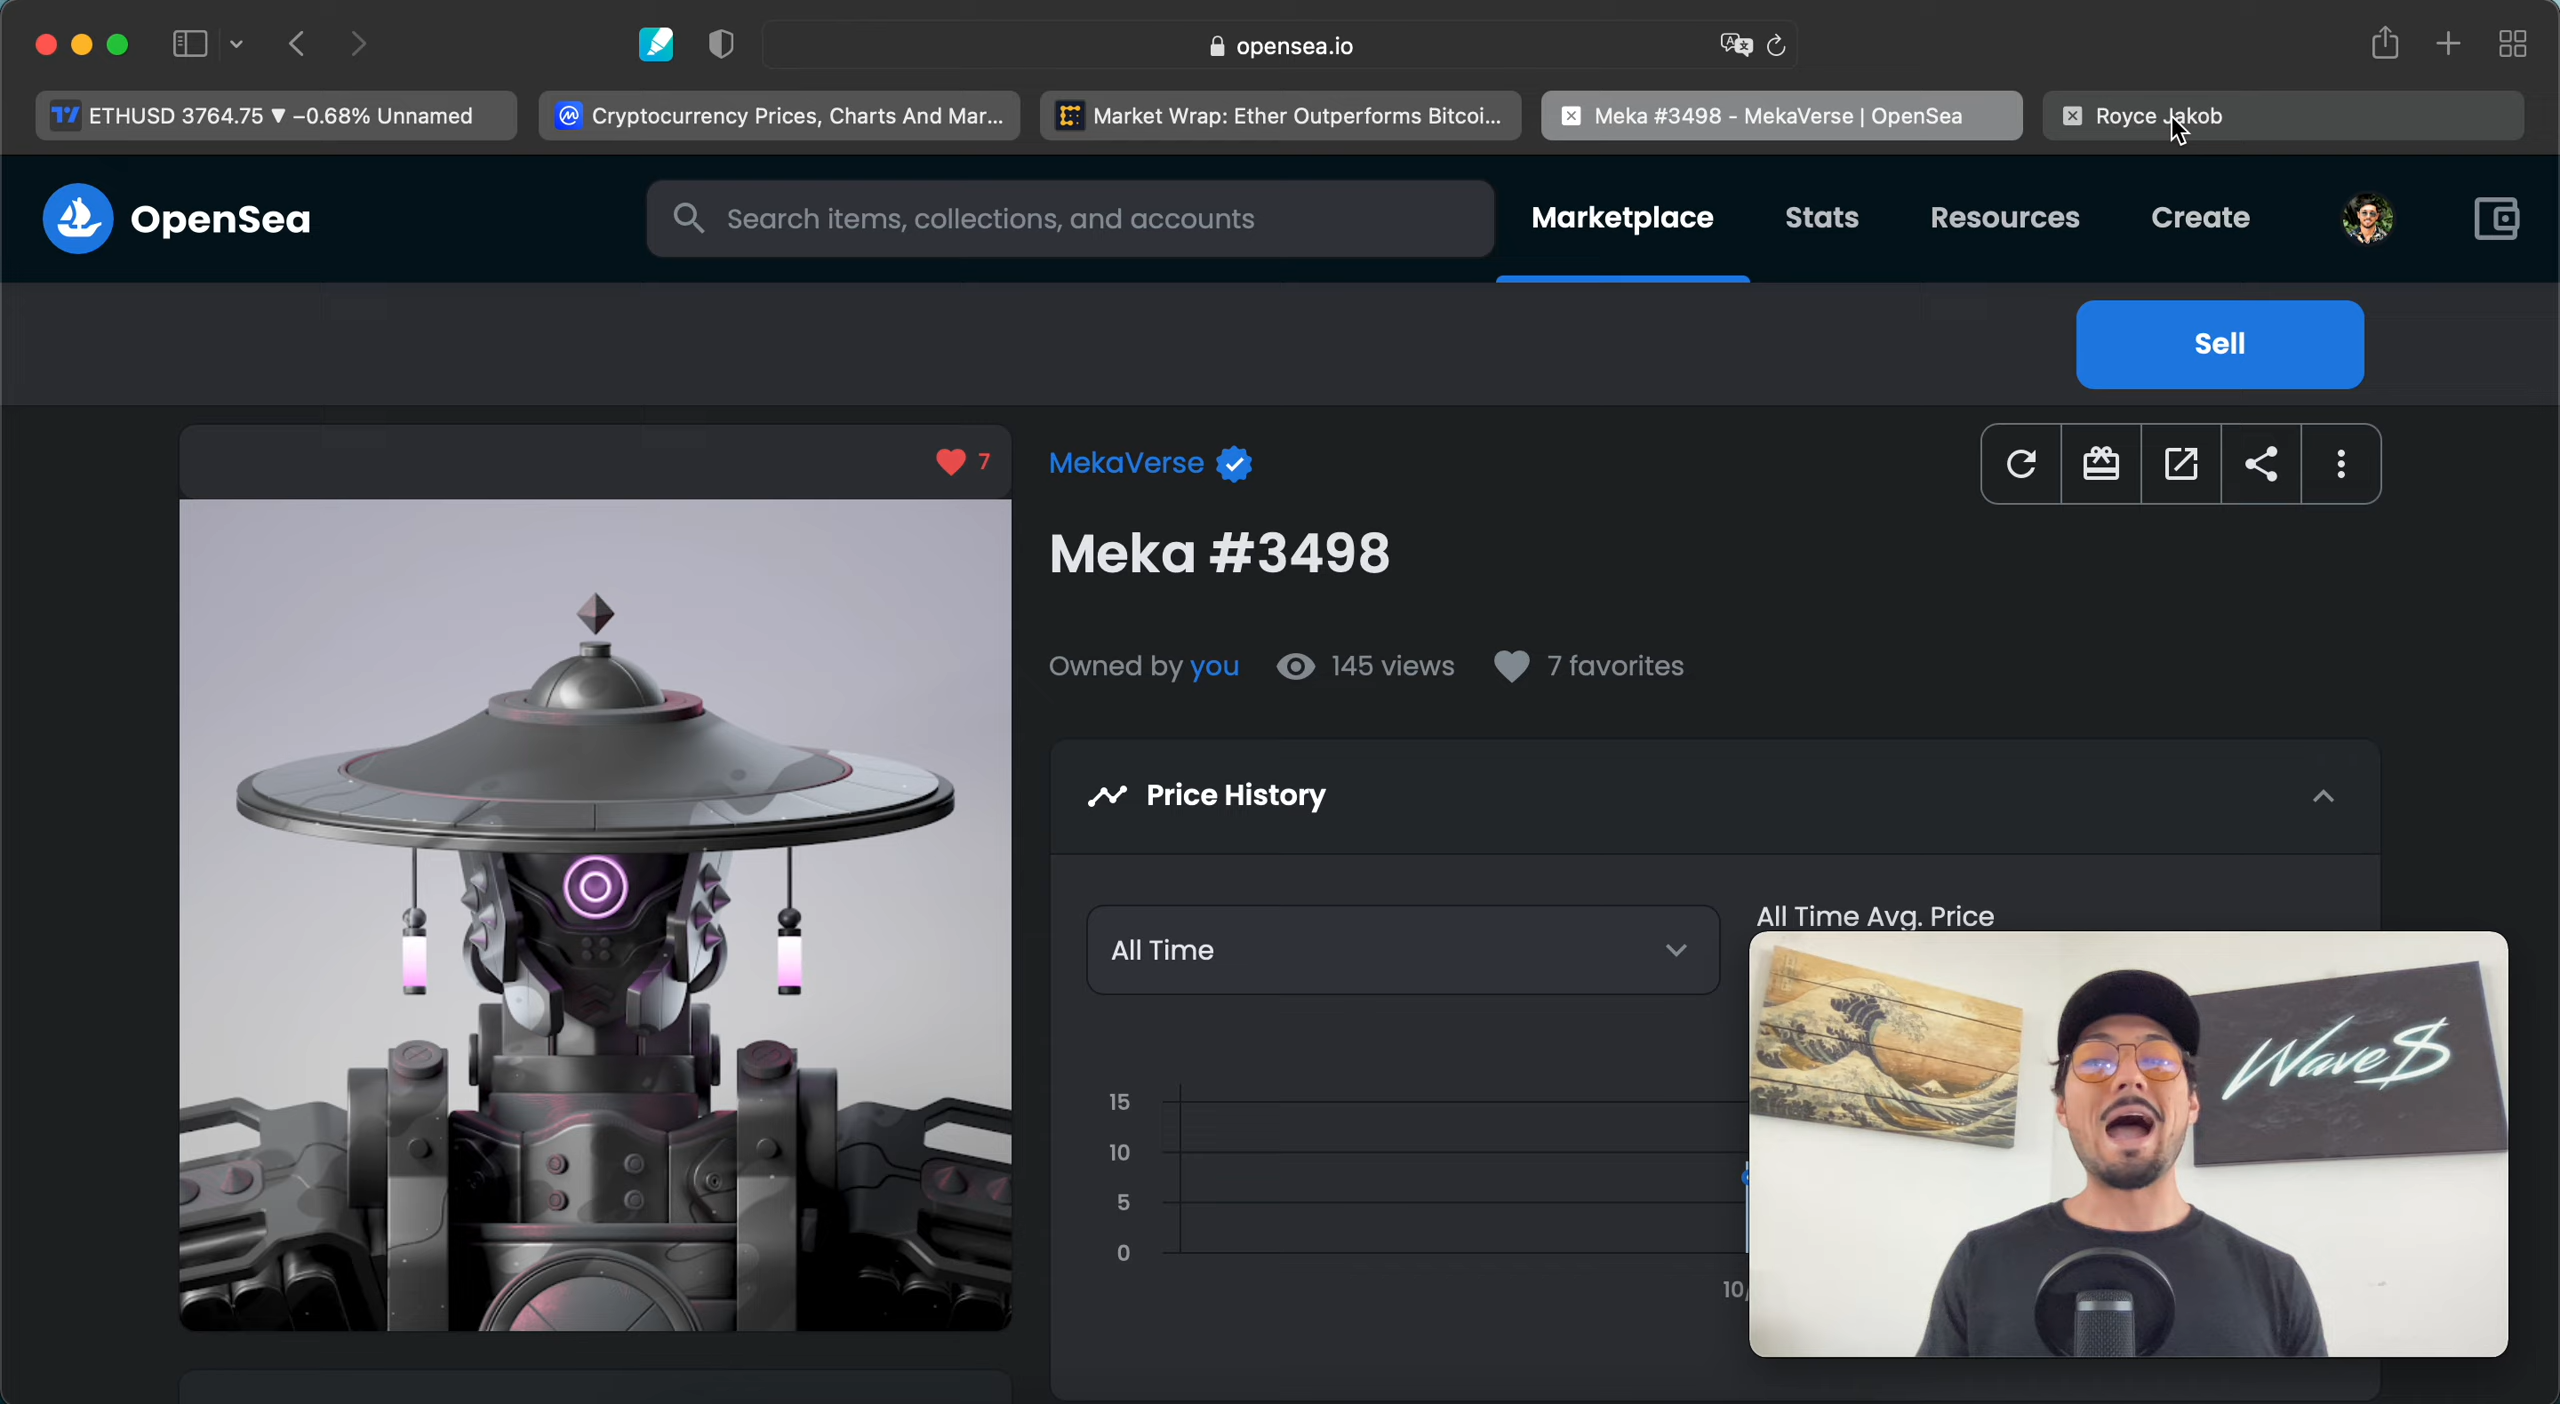 opensea.io
ETHUSD 3764.75 ▼ −0.68% Unnamed
Cryptocurrency Prices, Charts And Mar...
Market Wrap: Ether Outperforms Bitcoi...
Meka #3498 - MekaVerse | OpenSea
Royce Jakob
OpenSea
Search items, collections, and accounts
Marketplace
Stats
Resources
Create
Sell
7
MekaVerse
Meka #3498
Owned by you
145 views
7 favorites
Price History
All Time
All Time Avg. Price
15
10
5
0
10/
Wave$